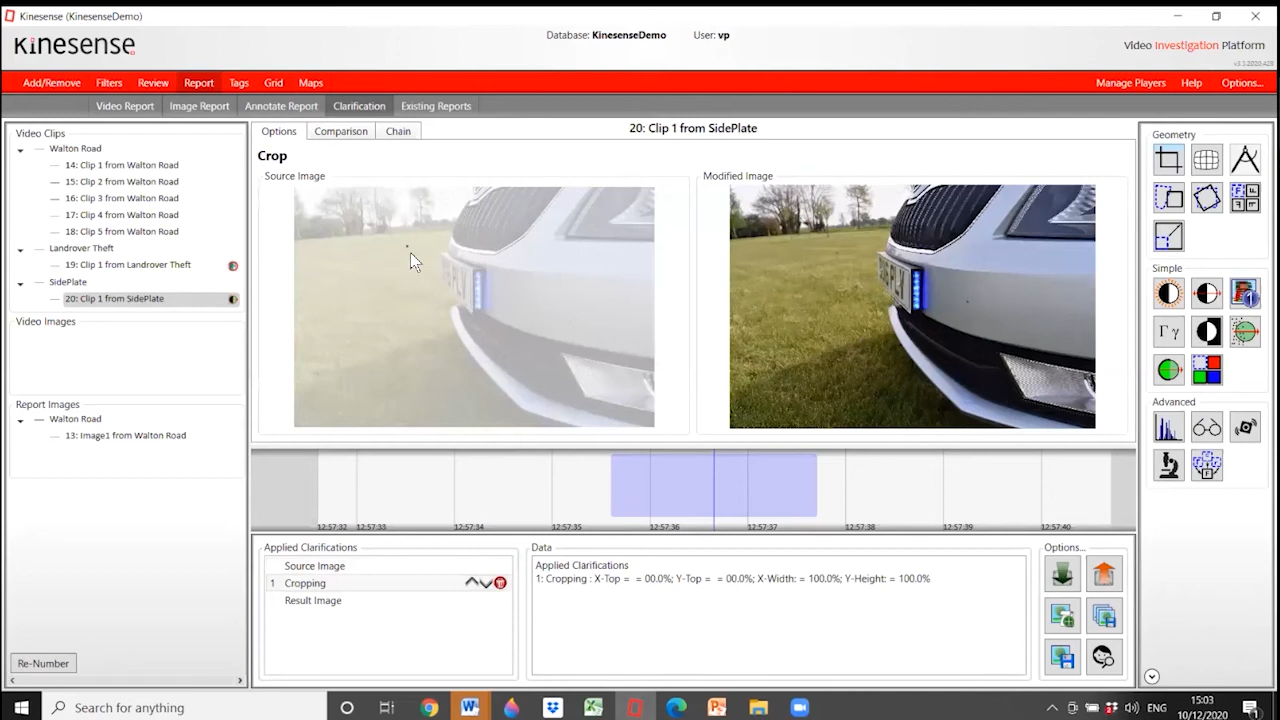 Kinesense (KinesenseDemo)
Kinesense
Database: KinesenseDemo User: vp
Video Investigation Platform
v3.3.2020.428
Add/Remove Filters Review Report Tags Grid Maps Manage Players Help Options...
Video Report Image Report Annotate Report Clarification Existing Reports
Video Clips
Walton Road
14: Clip 1 from Walton Road
15: Clip 2 from Walton Road
16: Clip 3 from Walton Road
17: Clip 4 from Walton Road
18: Clip 5 from Walton Road
Landrover Theft
19: Clip 1 from Landrover Theft
SidePlate
20: Clip 1 from SidePlate
Video Images
Report Images
Walton Road
13: Image1 from Walton Road
Re-Number
Options Comparison Chain
20: Clip 1 from SidePlate
Crop
Source Image
Modified Image
12:57:32 12:57:33 12:57:34 12:57:35 12:57:36 12:57:37 12:57:38 12:57:39 12:57:40
Applied Clarifications
Source Image
1 Cropping
Result Image
Data
Applied Clarifications
1: Cropping : X-Top = = 00.0%; Y-Top = = 00.0%; X-Width: = 100.0%; Y-Height: = 100.0%
Options...
Geometry
Simple
Γ γ
Advanced
Search for anything
ENG
15:03
10/12/2020